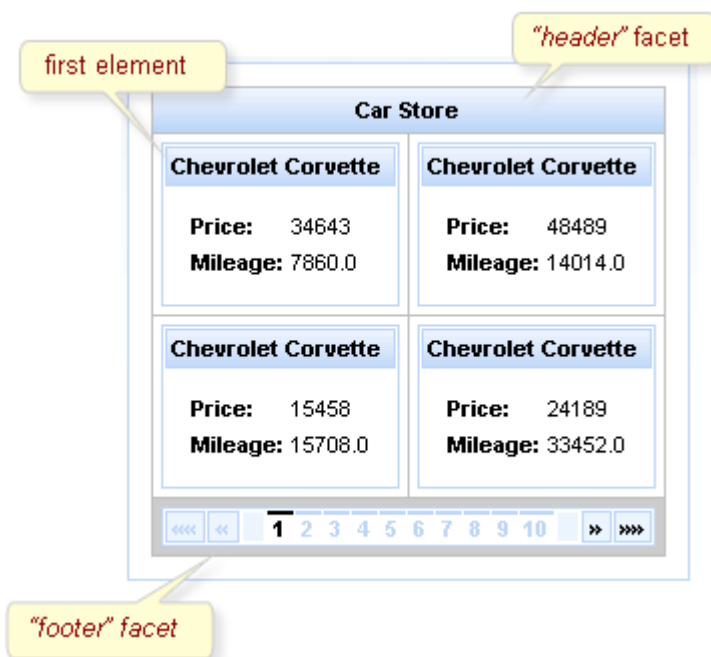 "header" facet
first element
Car Store
Chevrolet Corvette
Price: 34643
Mileage: 7860.0
Chevrolet Corvette
Price: 48489
Mileage: 14014.0
Chevrolet Corvette
Price: 15458
Mileage: 15708.0
Chevrolet Corvette
Price: 24189
Mileage: 33452.0
«« « 1 2 3 4 5 6 7 8 9 10 » »»
"footer" facet